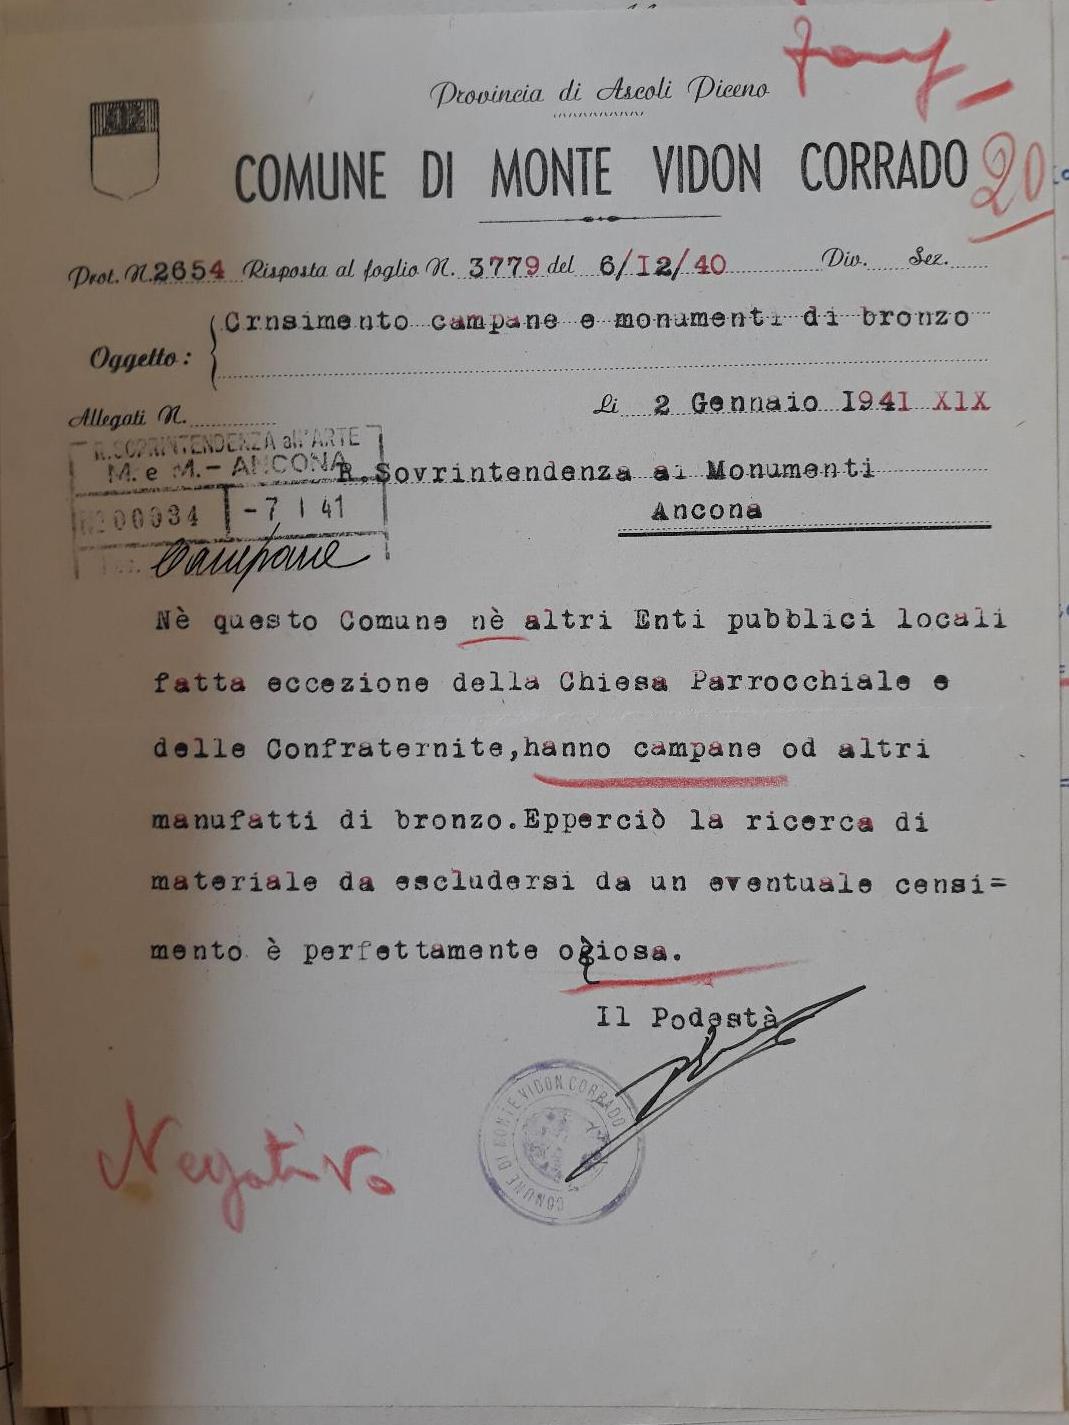 Provincia di Ascoli Piceno
COMUNE DI MONTE VIDON CORRADO
20
Prot. N. 2654 Risposta al foglio N. 3779 del 6/12/40 Div. Sez.
Oggetto: Crnsimento campane e monumenti di bronzo
Allegati N.
Li 2 Gennaio 1941 XIX
R. SOPRINTENDENZA all'ARTE
M. e M. - ANCONA
00034 -7 I 41
Campane
R.Sovrintendenza ai Monumenti
Ancona
Nè questo Comune nè altri Enti pubblici locali
fatta eccezione della Chiesa Parrocchiale e
delle Confraternite,hanno campane od altri
manufatti di bronzo.Epperciò la ricerca di
materiale da escludersi da un eventuale censi=
mento è perfettamente oziosa.
Il Podestà
COMUNE DI MONTE VIDON CORRADO
Negativo